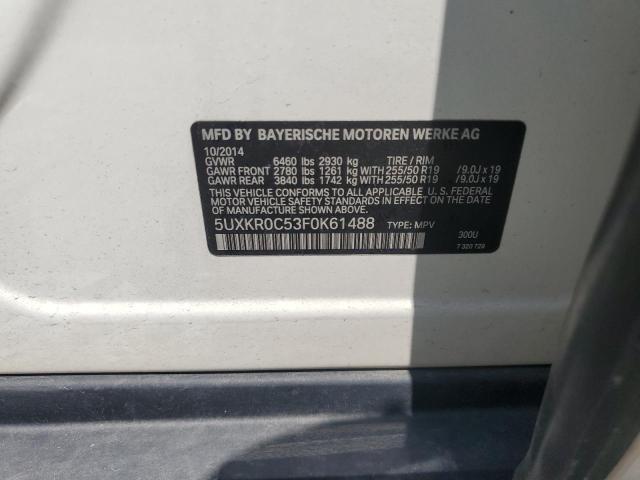 MFD BY BAYERISCHE MOTOREN WERKE AG
10/2014
GVWR 6460 lbs 2930 kg TIRE / RIM
GAWR FRONT 2780 lbs 1261 kg WITH 255/50 R19 /9.0J x 19
GAWR REAR 3840 lbs 1742 kg WITH 255/50 R19 /9.0J x 19
THIS VEHICLE CONFORMS TO ALL APPLICABLE U. S. FEDERAL
MOTOR VEHICLE SAFETY STANDARDS IN EFFECT ON THE DATE
OF MANUFACTURE SHOWN ABOVE.
5UXKR0C53F0K61488 TYPE: MPV
300U
7 320 729